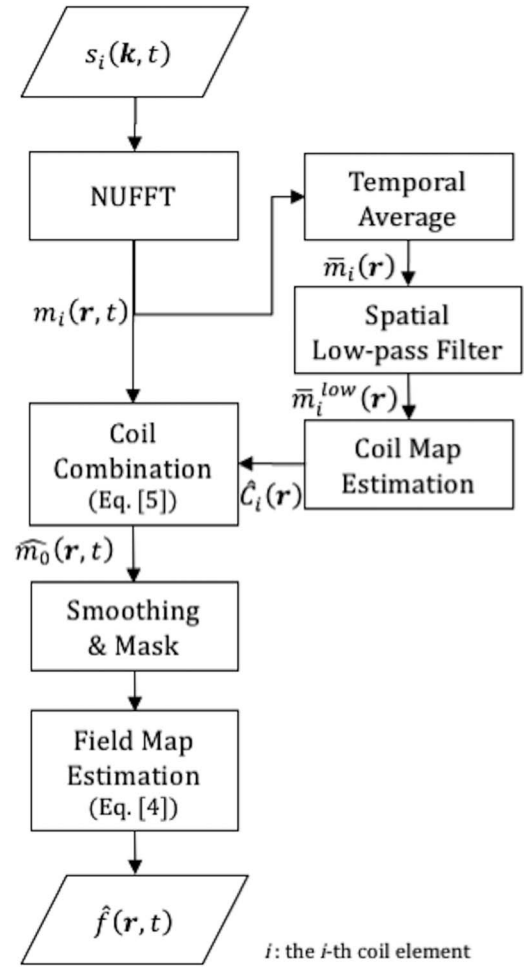 s_i(k, t)
NUFFT
Temporal
Average
m̅_i(r)
m_i(r, t)
Spatial
Low-pass Filter
m̅_i^low(r)
Coil
Combination
(Eq. [5])
Coil Map
Estimation
Ĉ_i(r)
m̂_0(r, t)
Smoothing
& Mask
Field Map
Estimation
(Eq. [4])
f̂(r, t)
i: the i-th coil element